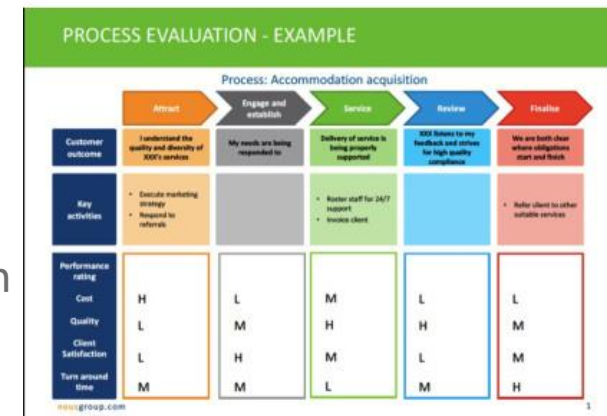 PROCESS EVALUATION - EXAMPLE
Process: Accommodation acquisition
Attract
Engage and
establish
Service
Review
Finalise
Customer
outcome
I understand the
quality and diversity of
XXX's services
My needs are being
responded to
Delivery of service is
being properly
supported
XXX listens to my
feedback and strives
for high quality
compliance
We are both clear
where obligations
start and finish
Key
activities
• Execute marketing
strategy
• Respond to
referrals
• Roster staff for 24/7
support
• Invoice client
• Refer client to other
suitable services
Performance
rating
Cost
H L M L L
Quality
L M H H M
Client
Satisfaction
L H M L M
Turn around
time
M M L M H
nousgroup.com
1
n